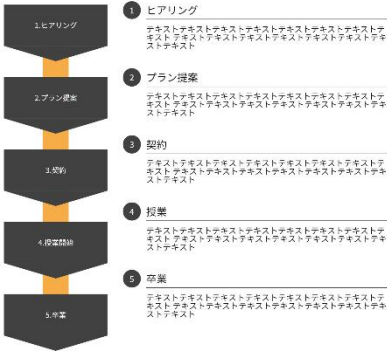 1.ヒアリング
2.プラン提案
3.契約
4.授業開始
5.卒業
1 ヒアリング
テキストテキストテキストテキストテキストテキストテ
キスト テキストテキストテキストテキストテキストテキ
ストテキスト
2 プラン提案
テキストテキストテキストテキストテキストテキストテ
キスト テキストテキストテキストテキストテキストテキ
ストテキスト
3 契約
テキストテキストテキストテキストテキストテキストテ
キスト テキストテキストテキストテキストテキストテキ
ストテキスト
4 授業
テキストテキストテキストテキストテキストテキストテ
キスト テキストテキストテキストテキストテキストテキ
ストテキスト
5 卒業
テキストテキストテキストテキストテキストテキストテ
キスト テキストテキストテキストテキストテキストテキ
ストテキスト